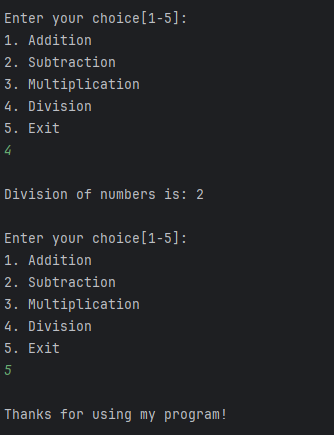 Enter your choice[1-5]:
1. Addition
2. Subtraction
3. Multiplication
4. Division
5. Exit
4
Division of numbers is: 2
Enter your choice[1-5]:
1. Addition
2. Subtraction
3. Multiplication
4. Division
5. Exit
5
Thanks for using my program!